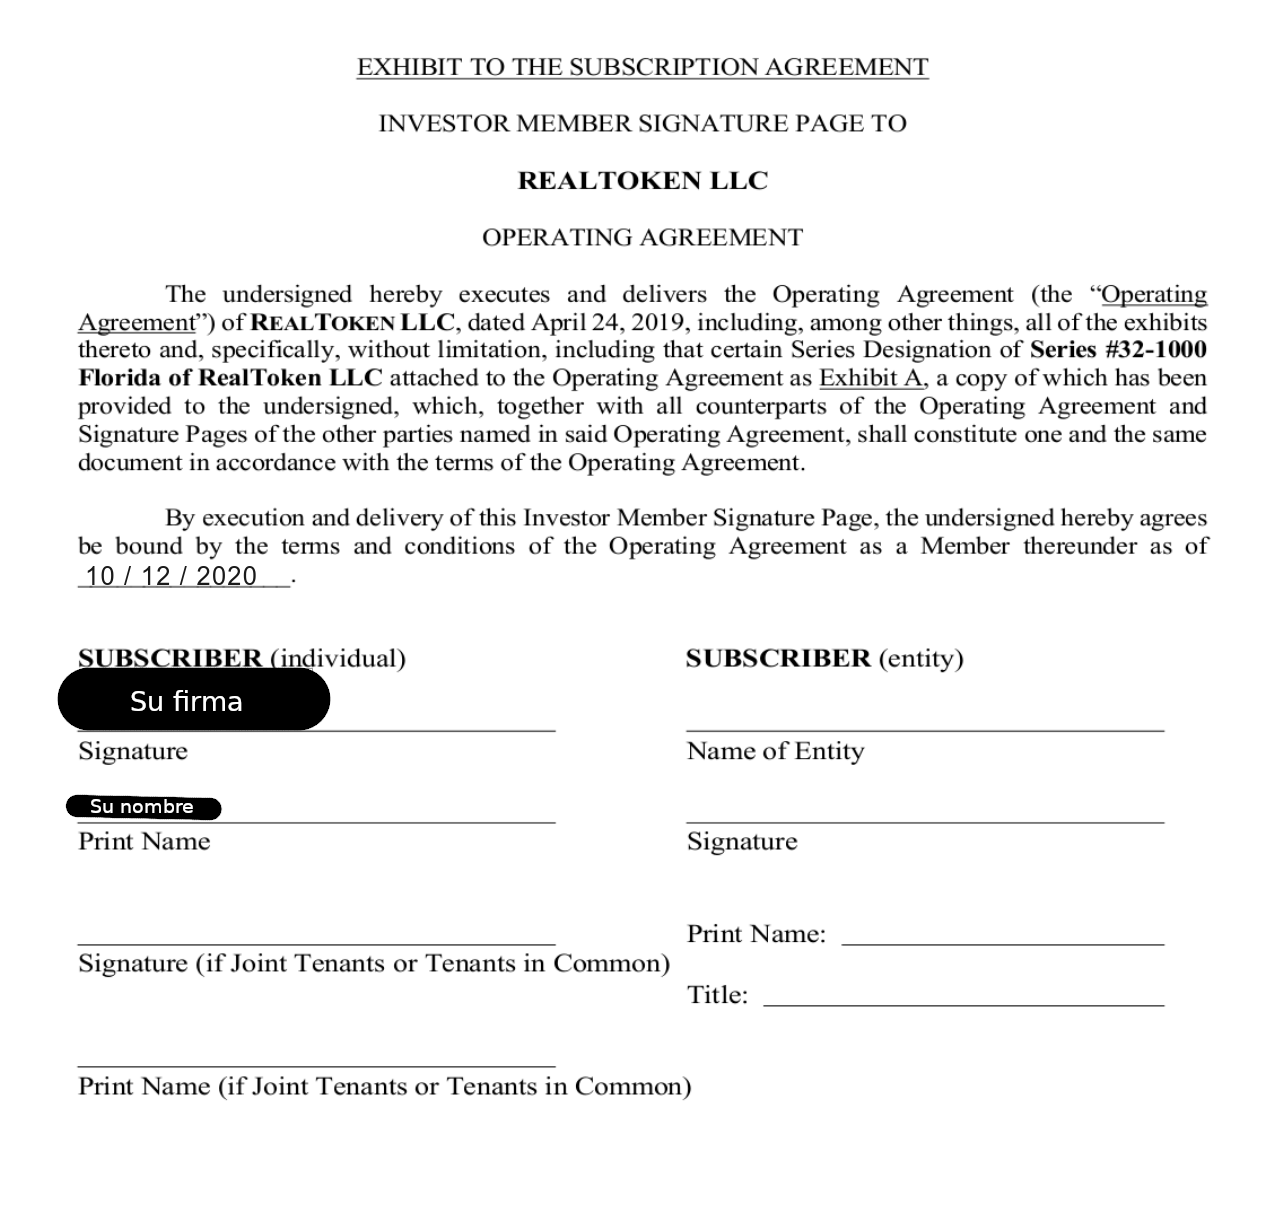 EXHIBIT TO THE SUBSCRIPTION AGREEMENT
INVESTOR MEMBER SIGNATURE PAGE TO
REALTOKEN LLC
OPERATING AGREEMENT
The undersigned hereby executes and delivers the Operating Agreement (the “Operating
Agreement”) of REALTOKEN LLC, dated April 24, 2019, including, among other things, all of the exhibits
thereto and, specifically, without limitation, including that certain Series Designation of Series #32-1000
Florida of RealToken LLC attached to the Operating Agreement as Exhibit A, a copy of which has been
provided to the undersigned, which, together with all counterparts of the Operating Agreement and
Signature Pages of the other parties named in said Operating Agreement, shall constitute one and the same
document in accordance with the terms of the Operating Agreement.
By execution and delivery of this Investor Member Signature Page, the undersigned hereby agrees
be bound by the terms and conditions of the Operating Agreement as a Member thereunder as of
10 / 12 / 2020.
SUBSCRIBER (individual)
Su firma
Signature
Su nombre
Print Name
Signature (if Joint Tenants or Tenants in Common)
Print Name (if Joint Tenants or Tenants in Common)
SUBSCRIBER (entity)
Name of Entity
Signature
Print Name:
Title: